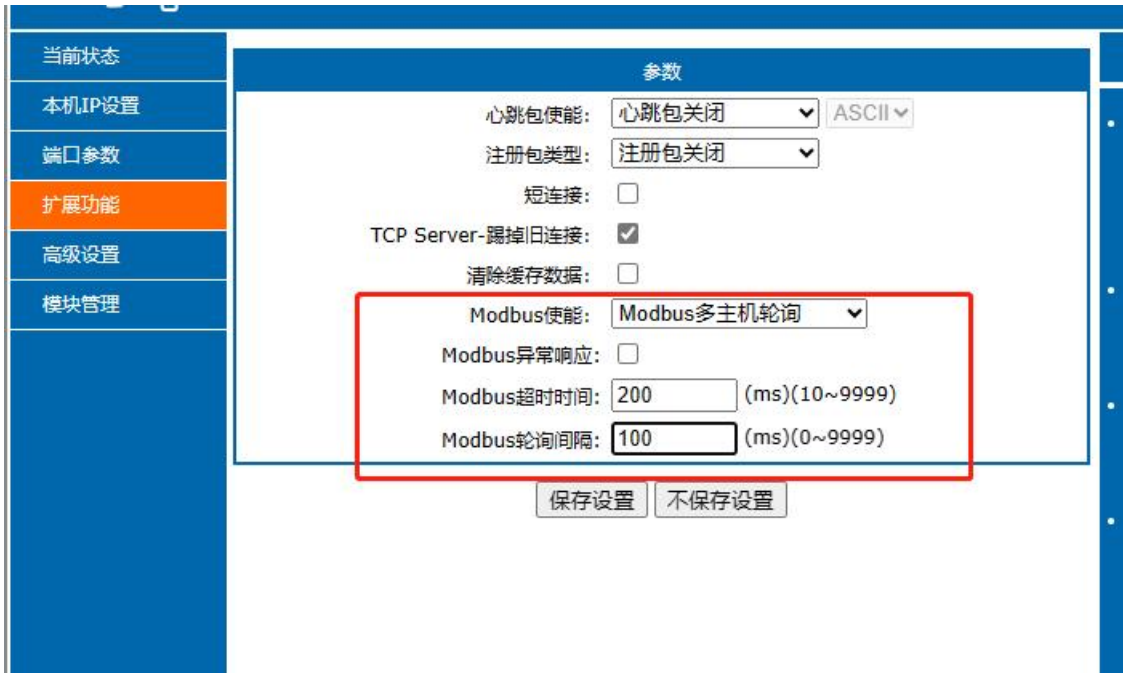 当前状态
本机IP设置
端口参数
扩展功能
高级设置
模块管理
参数
心跳包使能: 心跳包关闭 ASCII
注册包类型: 注册包关闭
短连接:
TCP Server-踢掉旧连接:
清除缓存数据:
Modbus使能: Modbus多主机轮询
Modbus异常响应:
Modbus超时时间: 200 (ms)(10~9999)
Modbus轮询间隔: 100 (ms)(0~9999)
保存设置 不保存设置